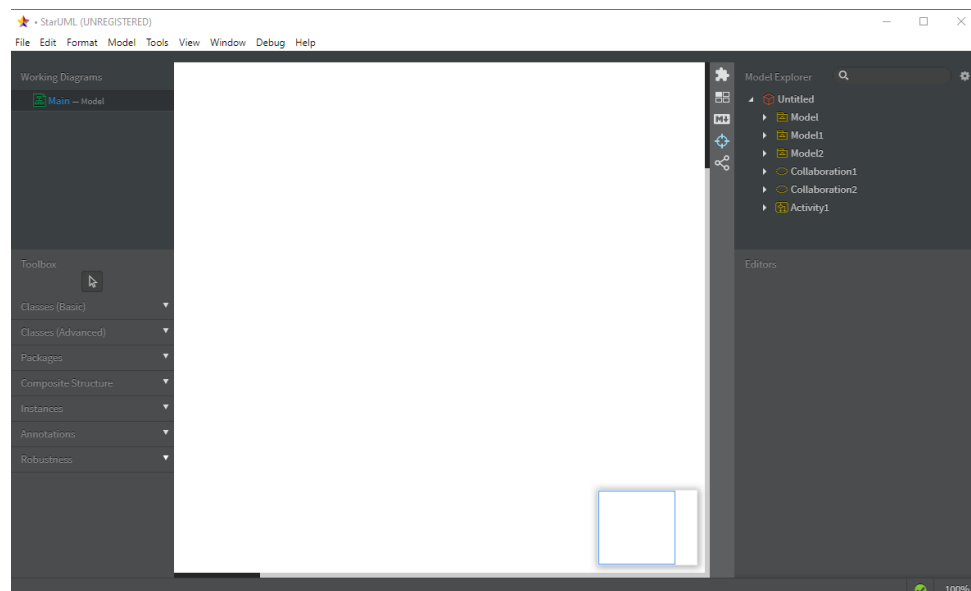 - StarUML (UNREGISTERED)
File Edit Format Model Tools View Window Debug Help
Working Diagrams
Main — Model
Toolbox
Classes (Basic)
Classes (Advanced)
Packages
Composite Structure
Instances
Annotations
Robustness
M↓
Model Explorer
Untitled
Model
Model1
Model2
Collaboration1
Collaboration2
Activity1
Editors
100%